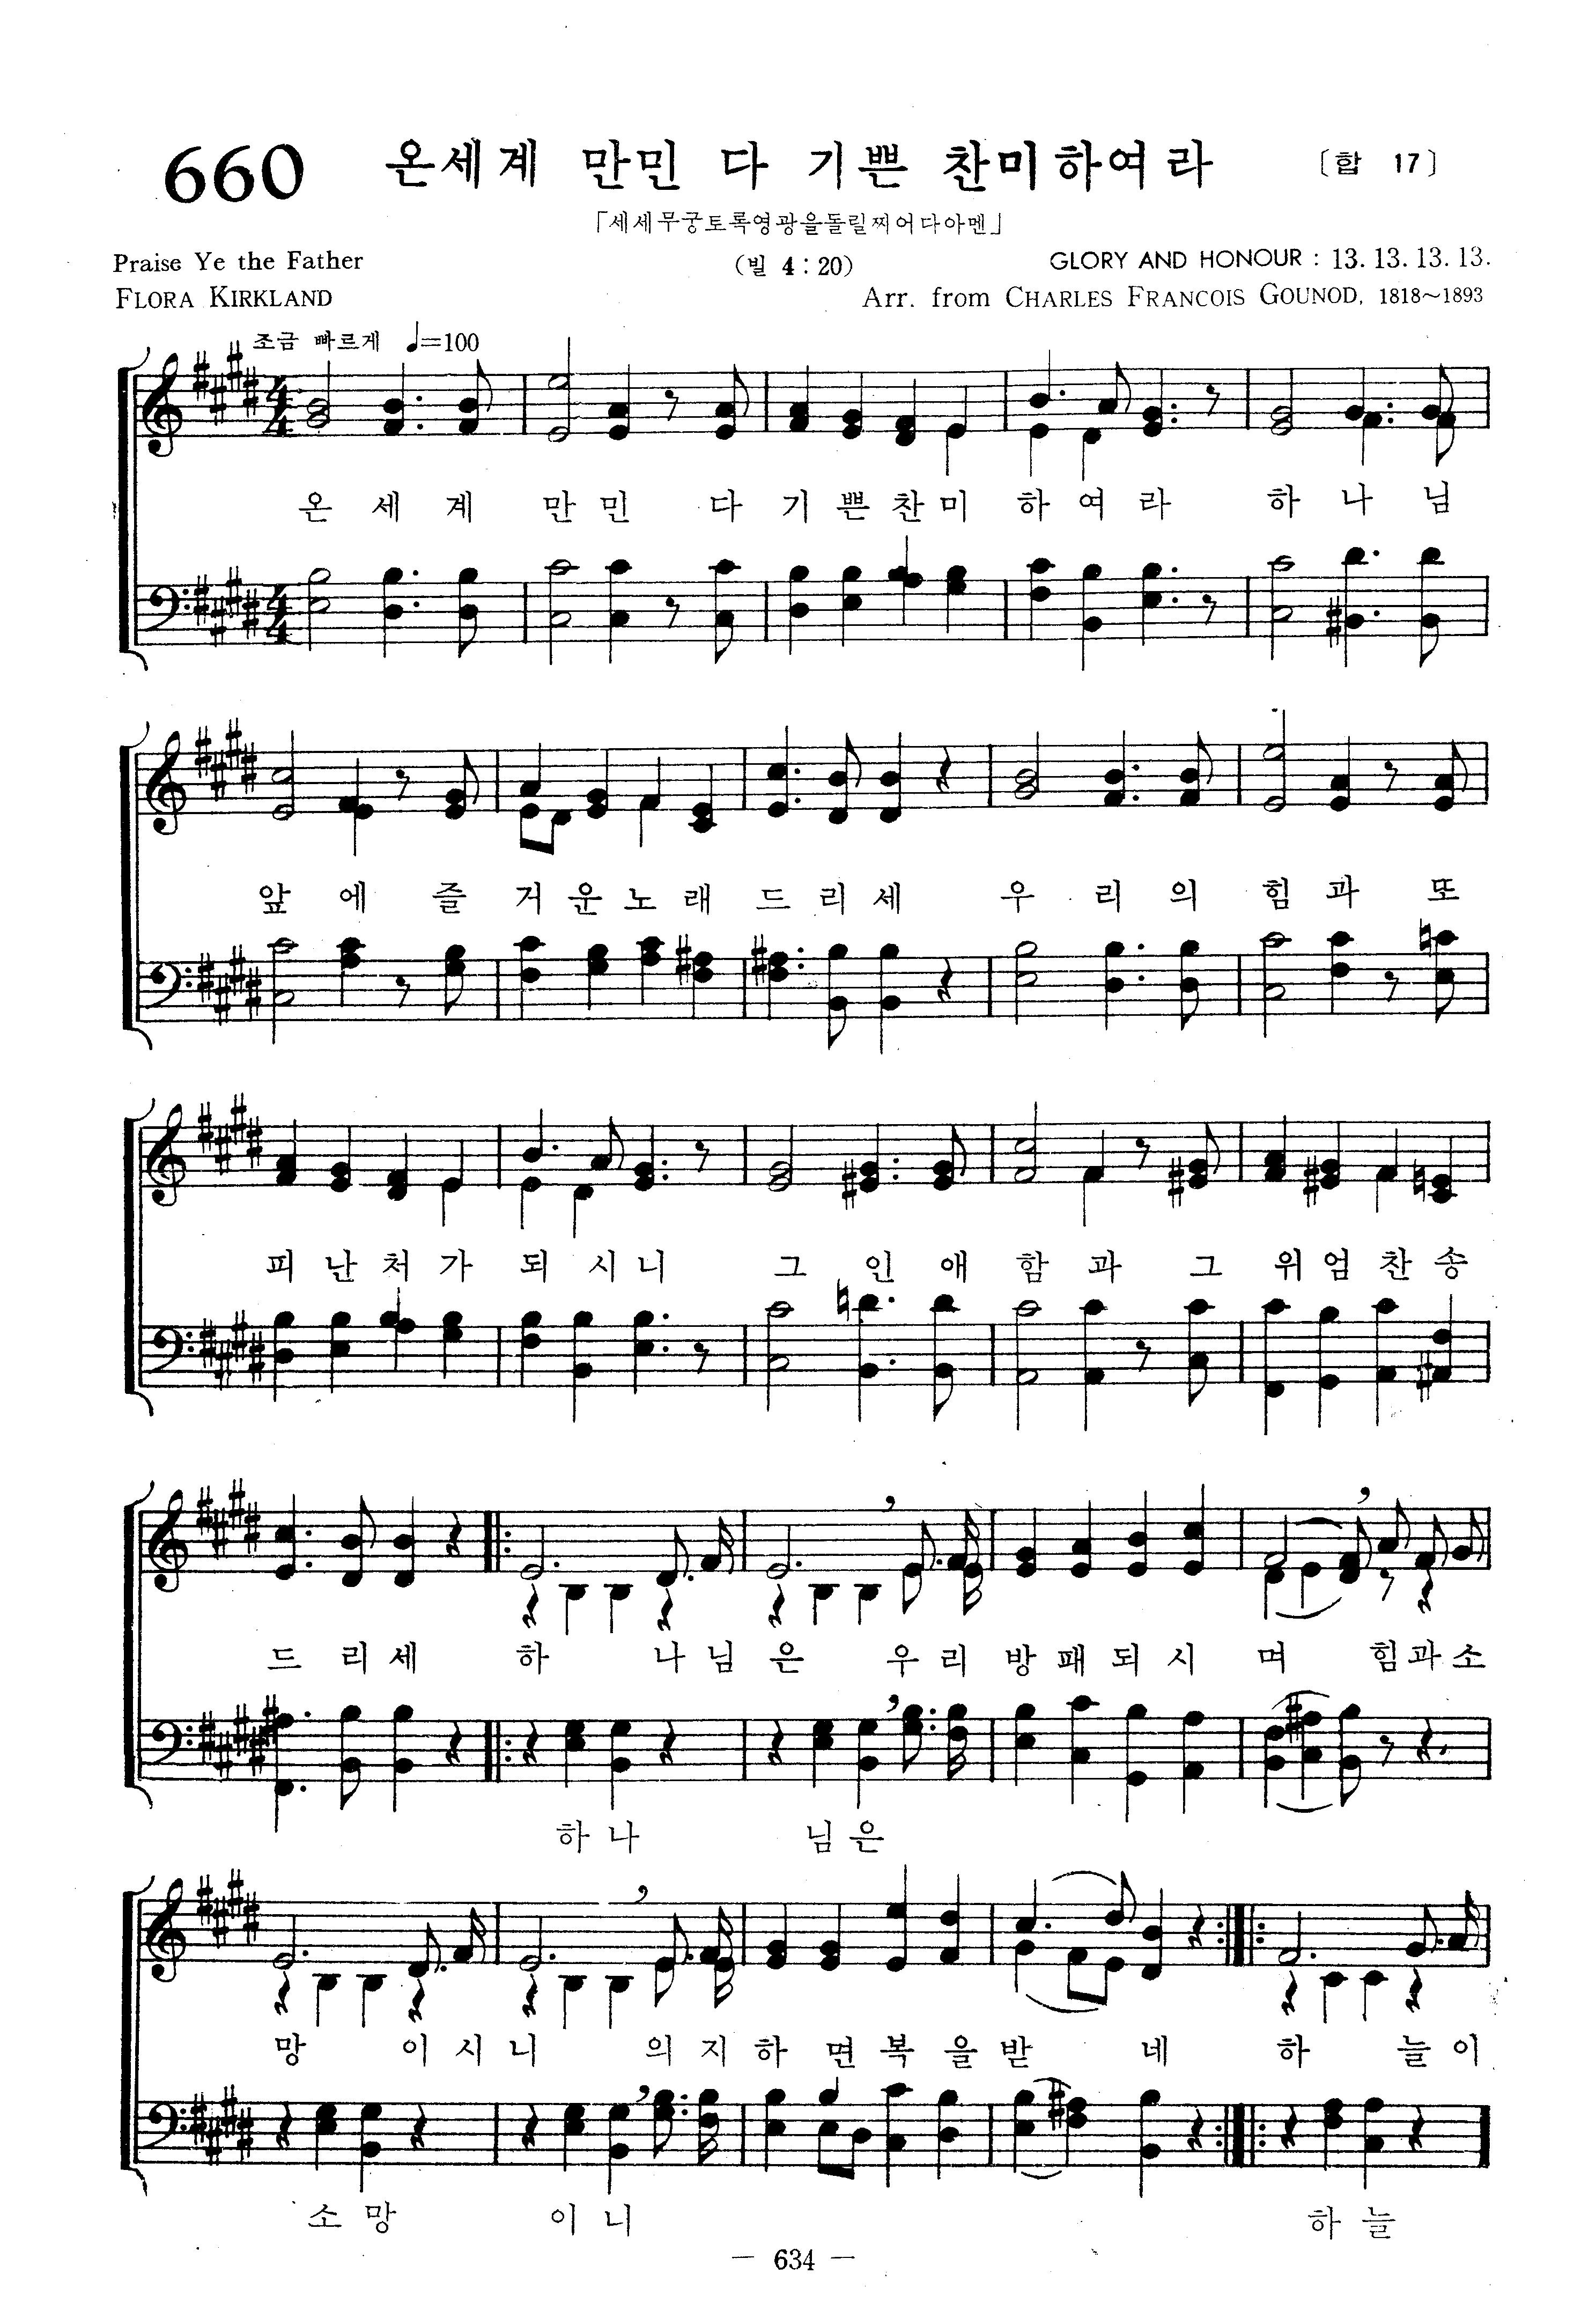 660 온세계 만민 다 기쁜 찬미하여라 〔합 17〕
「세세무궁토록영광을돌릴찌어다아멘」
Praise Ye the Father (빌 4:20) GLORY AND HONOUR : 13. 13. 13. 13.
FLORA KIRKLAND Arr. from CHARLES FRANCOIS GOUNOD, 1818~1893
조금 빠르게 ♩=100
온 세 계 만 민 다 기 쁜 찬 미 하 여 라 하 나 님
앞 에 즐 거 운 노 래 드 리 세 우 리 의 힘 과 또
피 난 처 가 되 시 니 그 인 애 함 과 그 위 엄 찬 송
드 리 세 하 나 님 은 우 리 방 패 되 시 며 힘 과 소
하 나 님 은
망 이 시 니 의 지 하 면 복 을 받 네 하 늘 이
소 망 이 니 하 늘
— 634 —